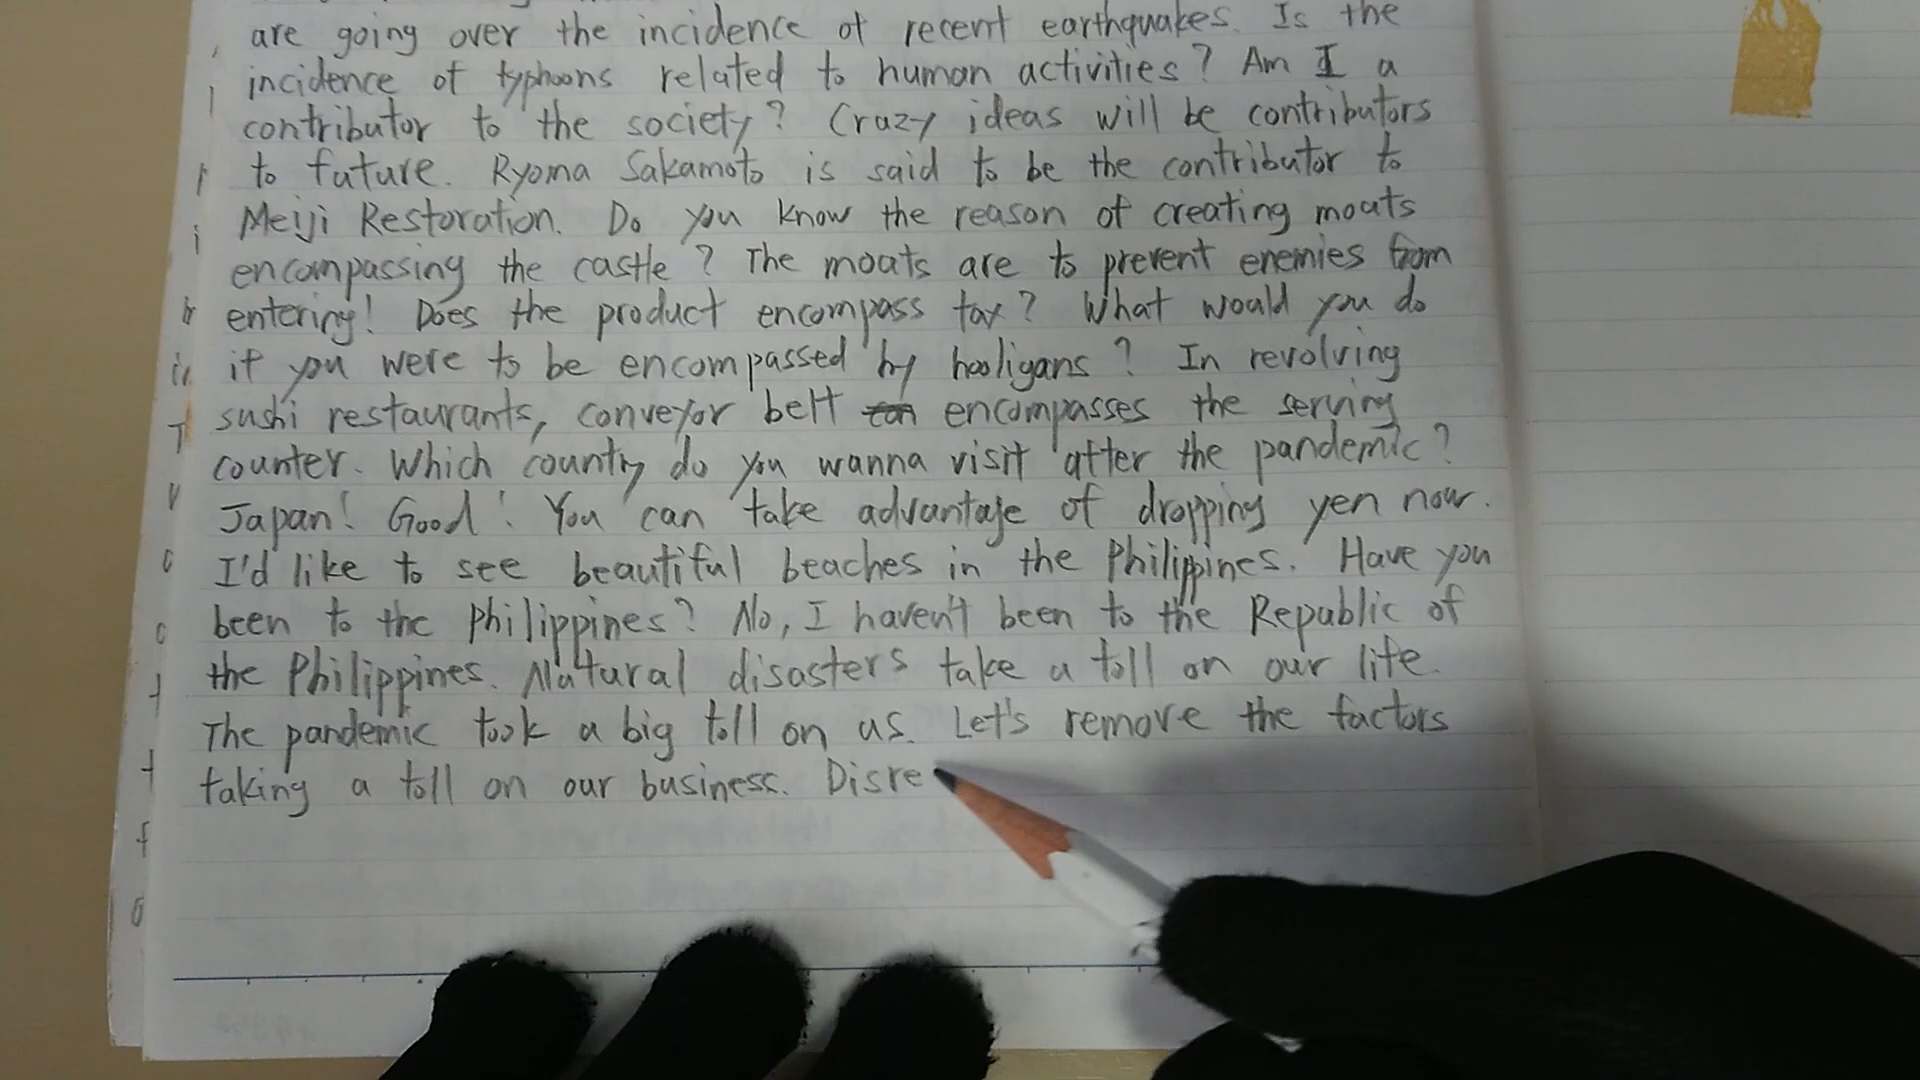 are going over the incidence of recent earthquakes. Is the
incidence of typhoons related to human activities? Am I a
contributor to the society? Crazy ideas will be contributors
to future. Ryoma Sakamoto is said to be the contributor to
Meiji Restoration. Do you know the reason of creating moats
encompassing the castle? The moats are to prevent enemies from
entering! Does the product encompass tax? What would you do
if you were to be encompassed by hooligans? In revolving
sushi restaurants, conveyor belt encompasses the serving
counter. Which country do you wanna visit after the pandemic?
Japan! Good! You can take advantage of dropping yen now.
I'd like to see beautiful beaches in the Philippines. Have you
been to the Philippines? No, I haven't been to the Republic of
the Philippines. Natural disasters take a toll on our life.
The pandemic took a big toll on us. Let's remove the factors
taking a toll on our business. Disre